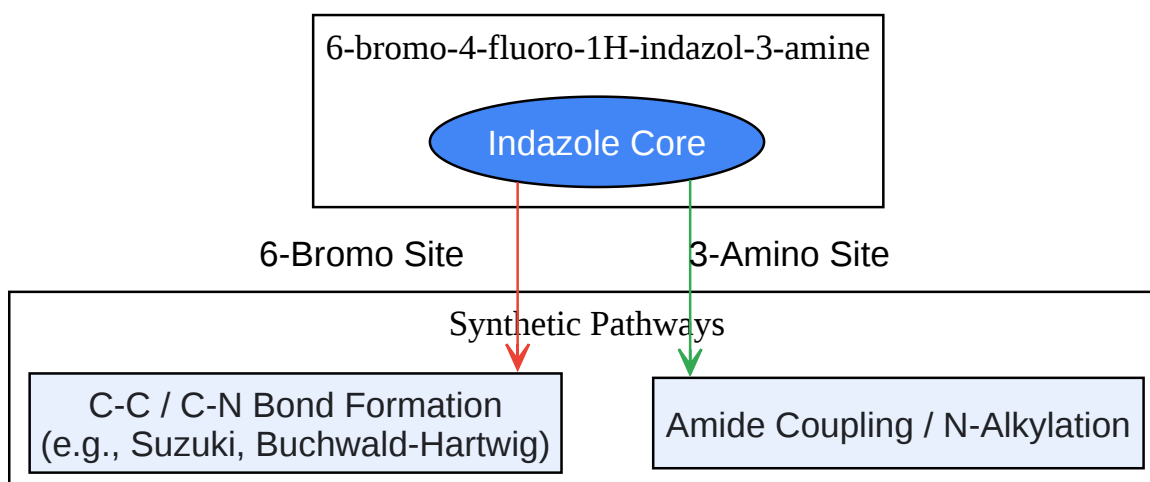 6-bromo-4-fluoro-1H-indazol-3-amine
Indazole Core
6-Bromo Site
3-Amino Site
Synthetic Pathways
C-C / C-N Bond Formation
(e.g., Suzuki, Buchwald-Hartwig)
Amide Coupling / N-Alkylation